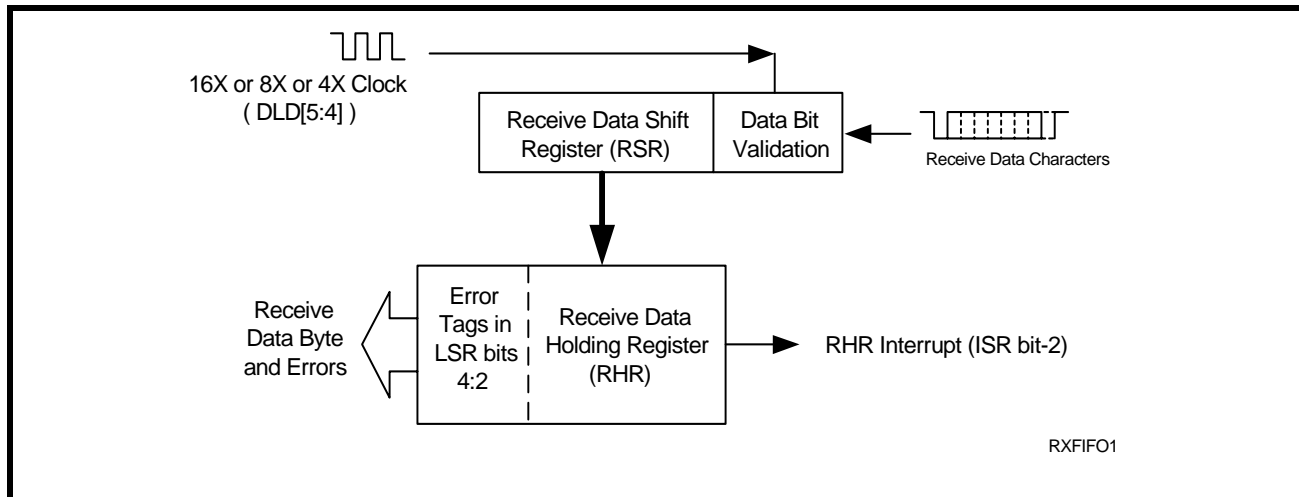 16X or 8X or 4X Clock
( DLD[5:4] )
Receive Data Shift
Register (RSR)
Data Bit
Validation
Receive Data Characters
Receive
Data Byte
and Errors
Error
Tags in
LSR bits
4:2
Receive Data
Holding Register
(RHR)
RHR Interrupt (ISR bit-2)
RXFIFO1